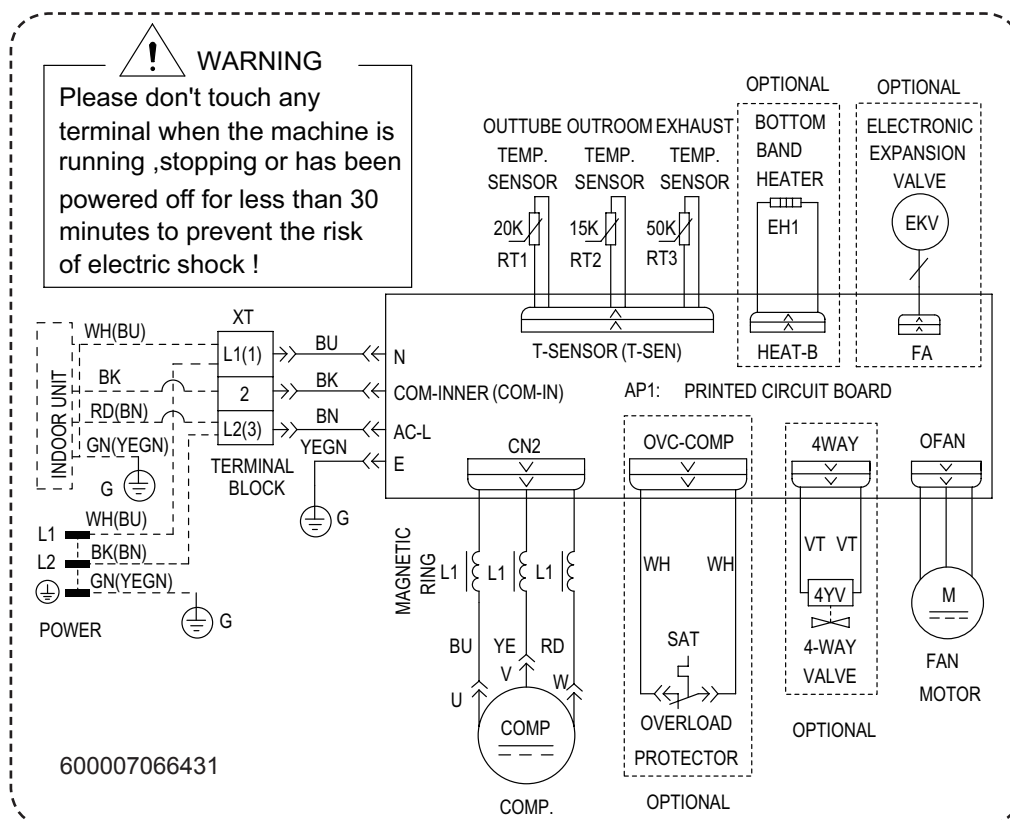 WARNING
Please don't touch any
terminal when the machine is
running ,stopping or has been
powered off for less than 30
minutes to prevent the risk
of electric shock !
OPTIONAL
OPTIONAL
OUTTUBE
TEMP.
SENSOR
20K
RT1
OUTROOM
TEMP.
SENSOR
15K
RT2
EXHAUST
TEMP.
SENSOR
50K
RT3
BOTTOM
BAND
HEATER
EH1
ELECTRONIC
EXPANSION
VALVE
EKV
T-SENSOR (T-SEN)
HEAT-B
FA
INDOOR UNIT
WH(BU)
BK
RD(BN)
GN(YEGN)
G
XT
L1(1)
2
L2(3)
TERMINAL
BLOCK
BU
BK
BN
YEGN
G
N
COM-INNER (COM-IN)
AC-L
E
AP1: PRINTED CIRCUIT BOARD
L1
L2
WH(BU)
BK(BN)
GN(YEGN)
G
POWER
CN2
MAGNETIC
RING
L1
L1
L1
BU
YE
RD
U
V
W
COMP
COMP.
OVC-COMP
WH
WH
SAT
OVERLOAD
PROTECTOR
OPTIONAL
4WAY
VT
VT
4YV
4-WAY
VALVE
OPTIONAL
OFAN
M
FAN
MOTOR
600007066431